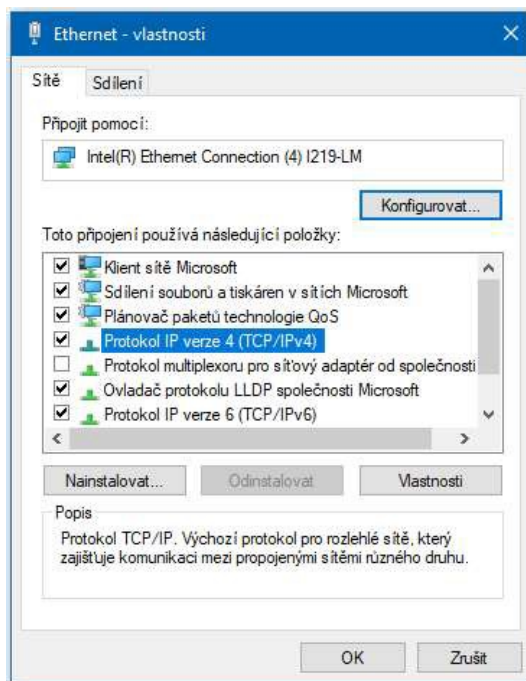 Ethernet - vlastnosti
Sítě
Sdílení
Připojit pomocí:
Intel(R) Ethernet Connection (4) I219-LM
Konfigurovat...
Toto připojení používá následující položky:
Klient sítě Microsoft
Sdílení souborů a tiskáren v sítích Microsoft
Plánovač paketů technologie QoS
Protokol IP verze 4 (TCP/IPv4)
Protokol multiplexoru pro síťový adaptér od společnosti
Ovladač protokolu LLDP společnosti Microsoft
Protokol IP verze 6 (TCP/IPv6)
Nainstalovat...
Odinstalovat
Vlastnosti
Popis
Protokol TCP/IP. Výchozí protokol pro rozlehlé sítě, který
zajišťuje komunikaci mezi propojenými sítěmi různého druhu.
OK
Zrušit